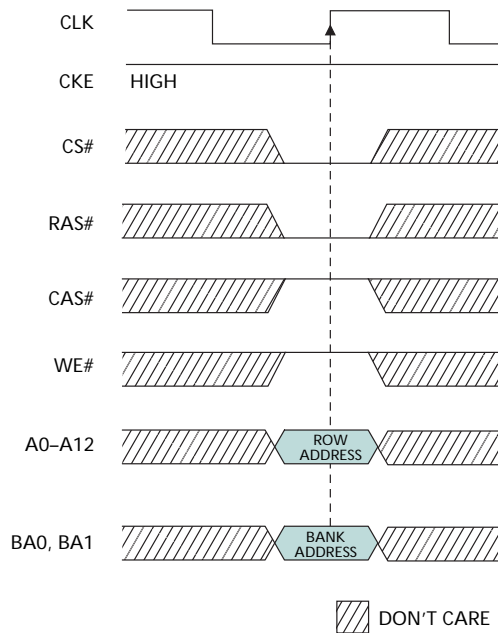 CLK
CKE HIGH
CS#
RAS#
CAS#
WE#
A0–A12 ROW
ADDRESS
BA0, BA1 BANK
ADDRESS
DON'T CARE